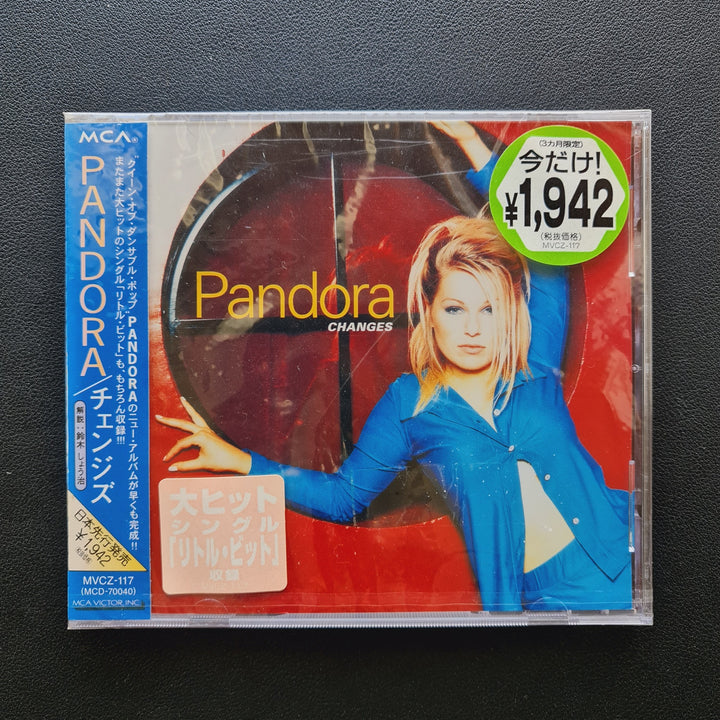 MCA®
PANDORA/チェンジズ
"クイーン・オブ・ダンサブル・ポップ"PANDORAのニュー・アルバムが早くも完成!!
またまた大ヒットのシングル「リトル・ビット」も、もちろん収録!!!
解説:鈴木しょう治
日本先行発売
¥1,942
MVCZ-117
(MCD-70040)
MCA VICTOR, INC.
Pandora
CHANGES
(3カ月限定)
今だけ!
¥1,942
(税抜価格)
MVCZ-117
大ヒット
シングル
「リトル・ビット」
収録